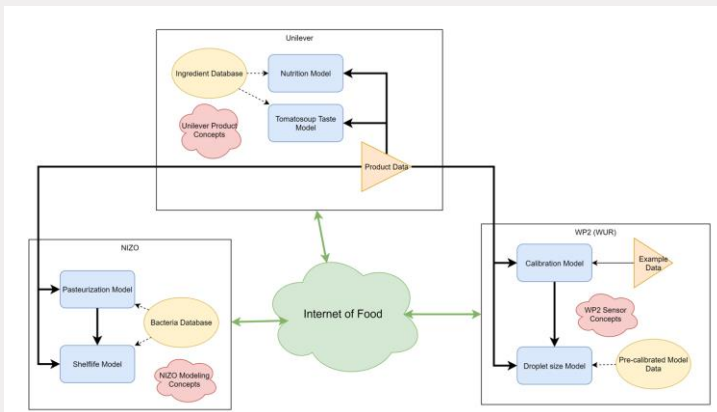 Unilever
Ingredient Database
Nutrition Model
Tomatosoup Taste
Model
Unilever Product
Concepts
Product Data
NIZO
Pasteurization Model
Bacteria Database
Shelflife Model
NIZO Modeling
Concepts
Internet of Food
WP2 (WUR)
Calibration Model
Example
Data
WP2 Sensor
Concepts
Droplet size Model
Pre-calibrated Model
Data